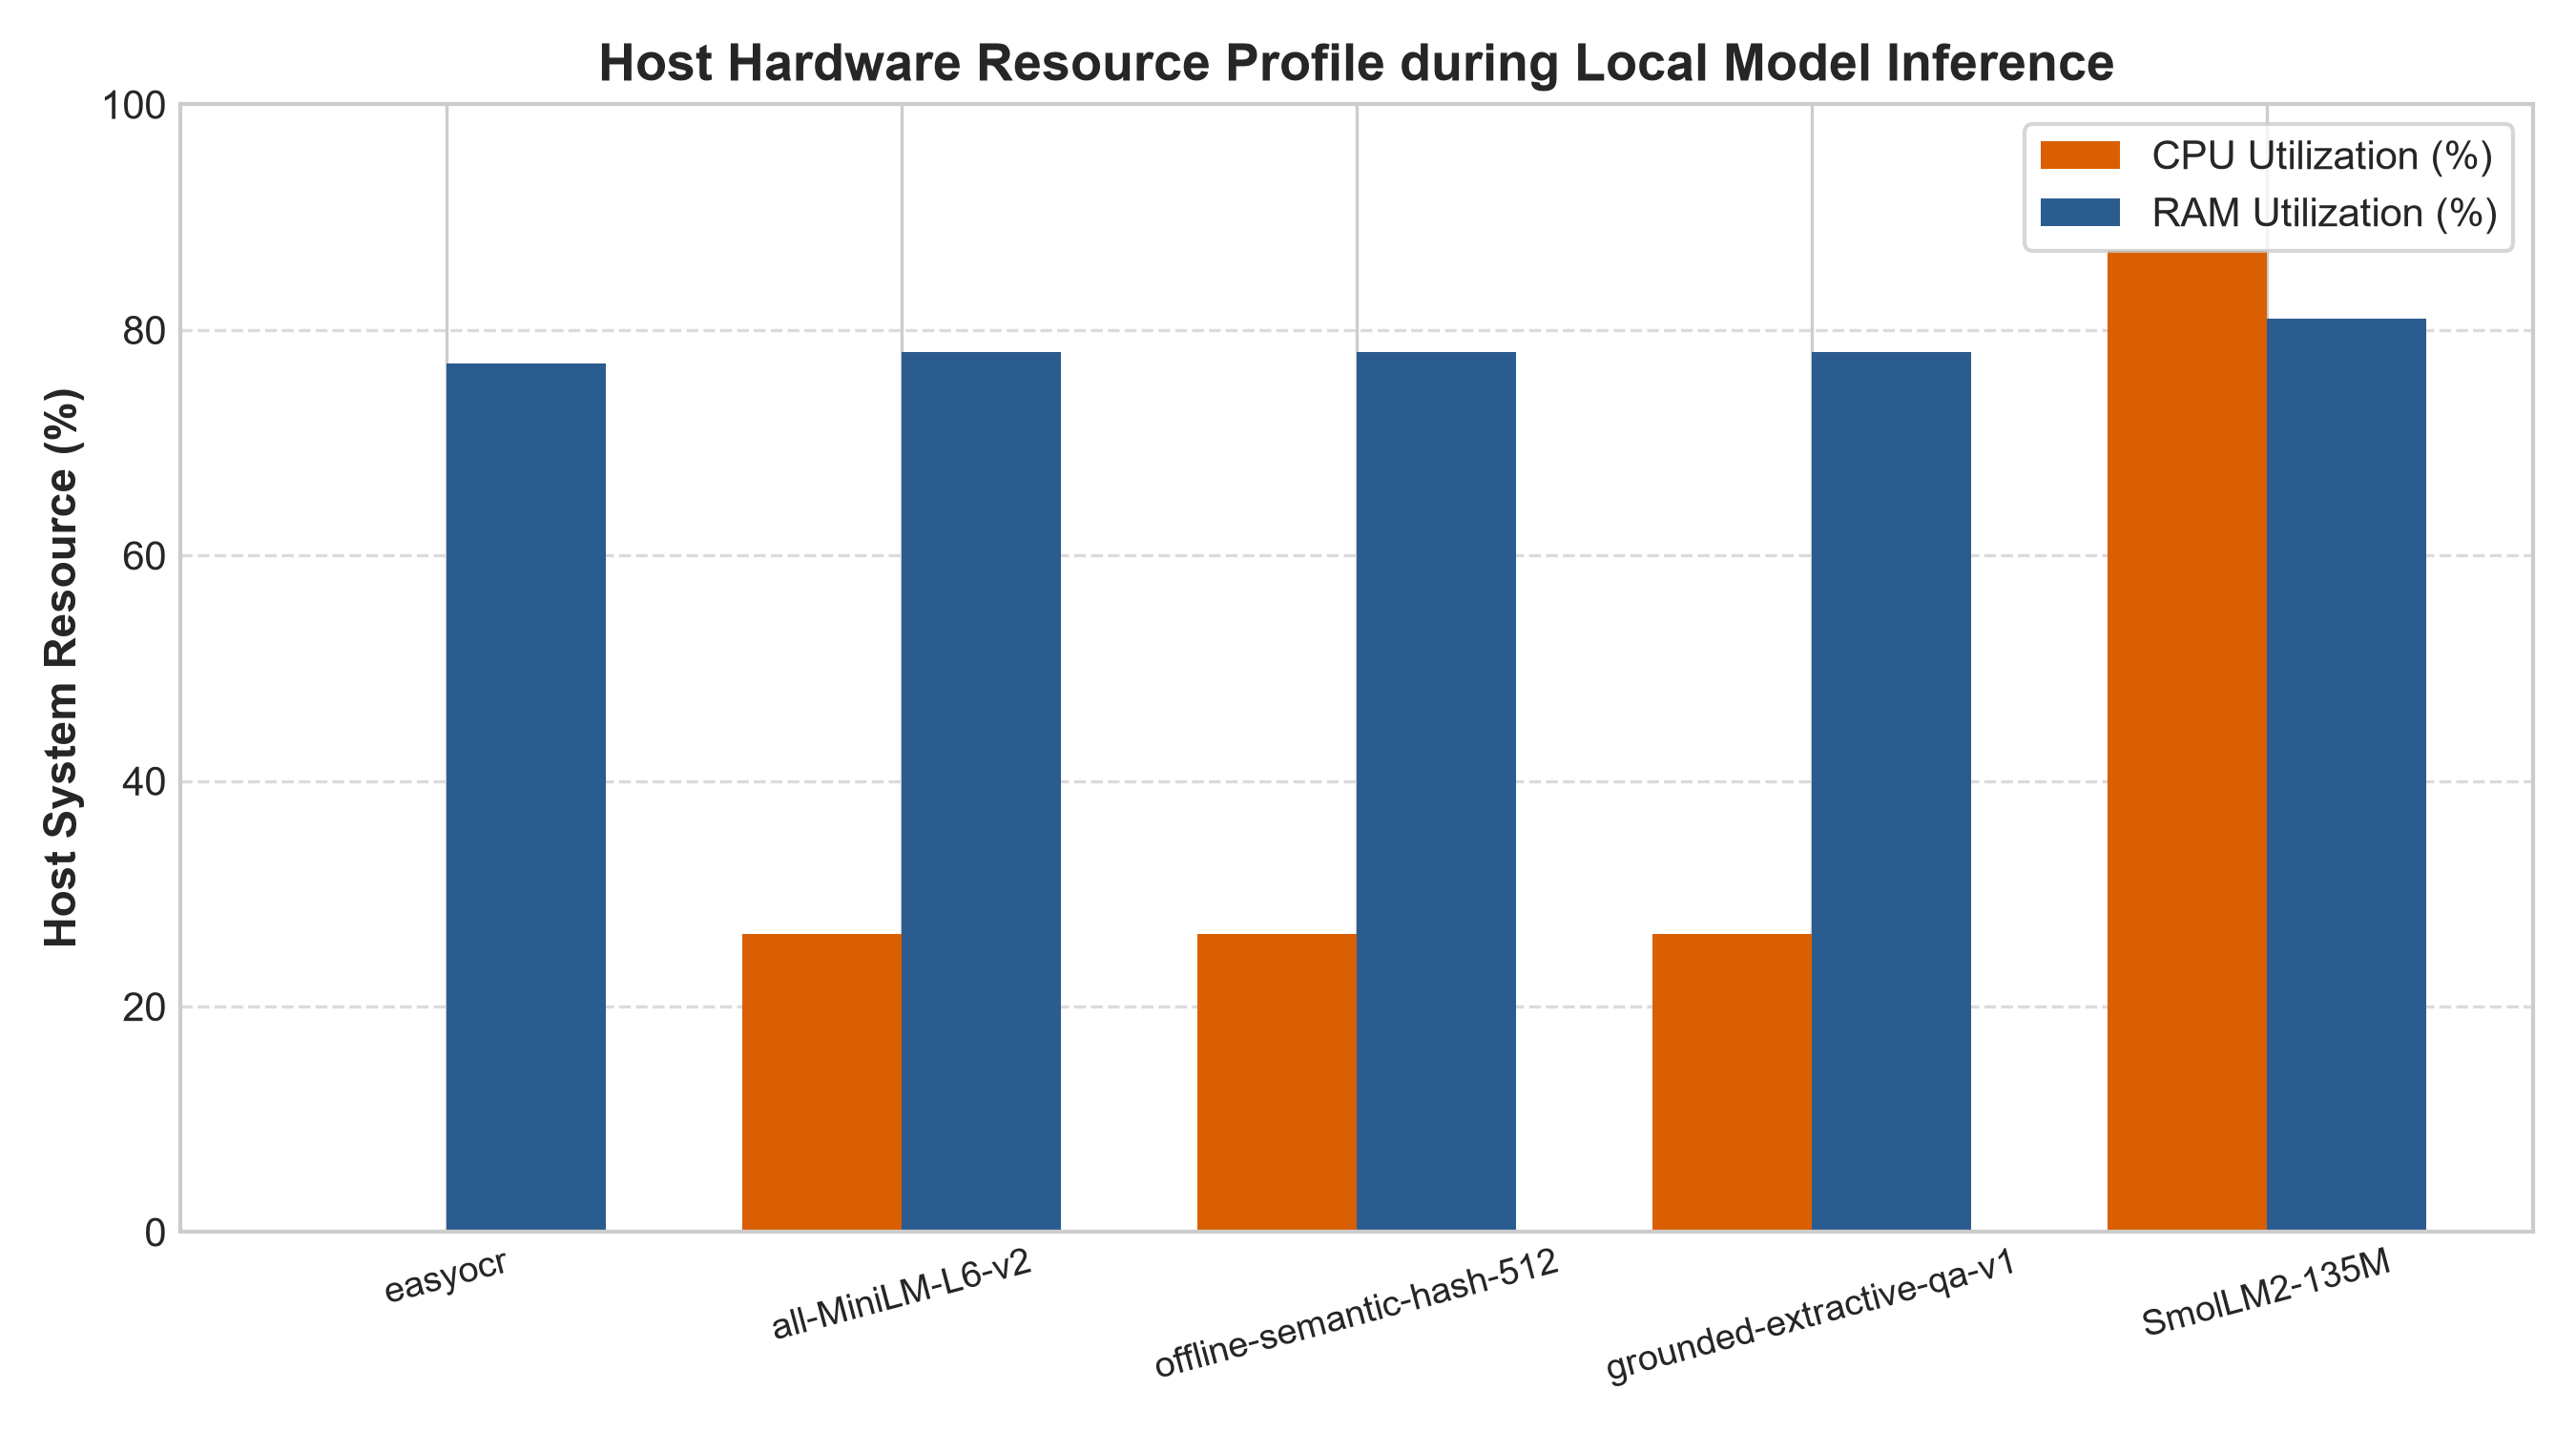 Host Hardware Resource Profile during Local Model Inference
Host System Resource (%)
100
80
60
40
20
0
CPU Utilization (%)
RAM Utilization (%)
easyocr
all-MiniLM-L6-v2
offline-semantic-hash-512
grounded-extractive-qa-v1
SmolLM2-135M